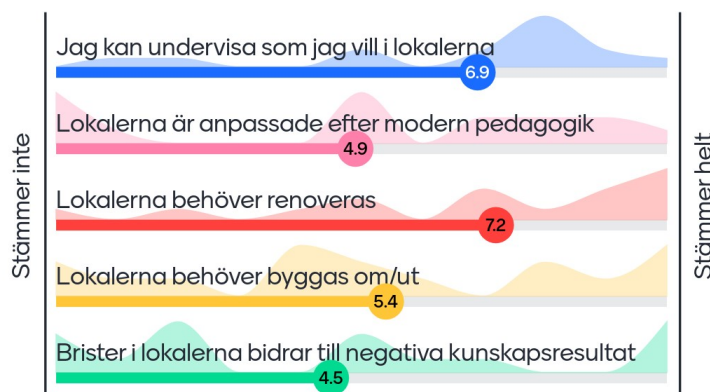 Jag kan undervisa som jag vill i lokalerna
6.9
Lokalerna är anpassade efter modern pedagogik
4.9
Lokalerna behöver renoveras
7.2
Lokalerna behöver byggas om/ut
5.4
Brister i lokalerna bidrar till negativa kunskapsresultat
4.5
Stämmer inte
Stämmer helt